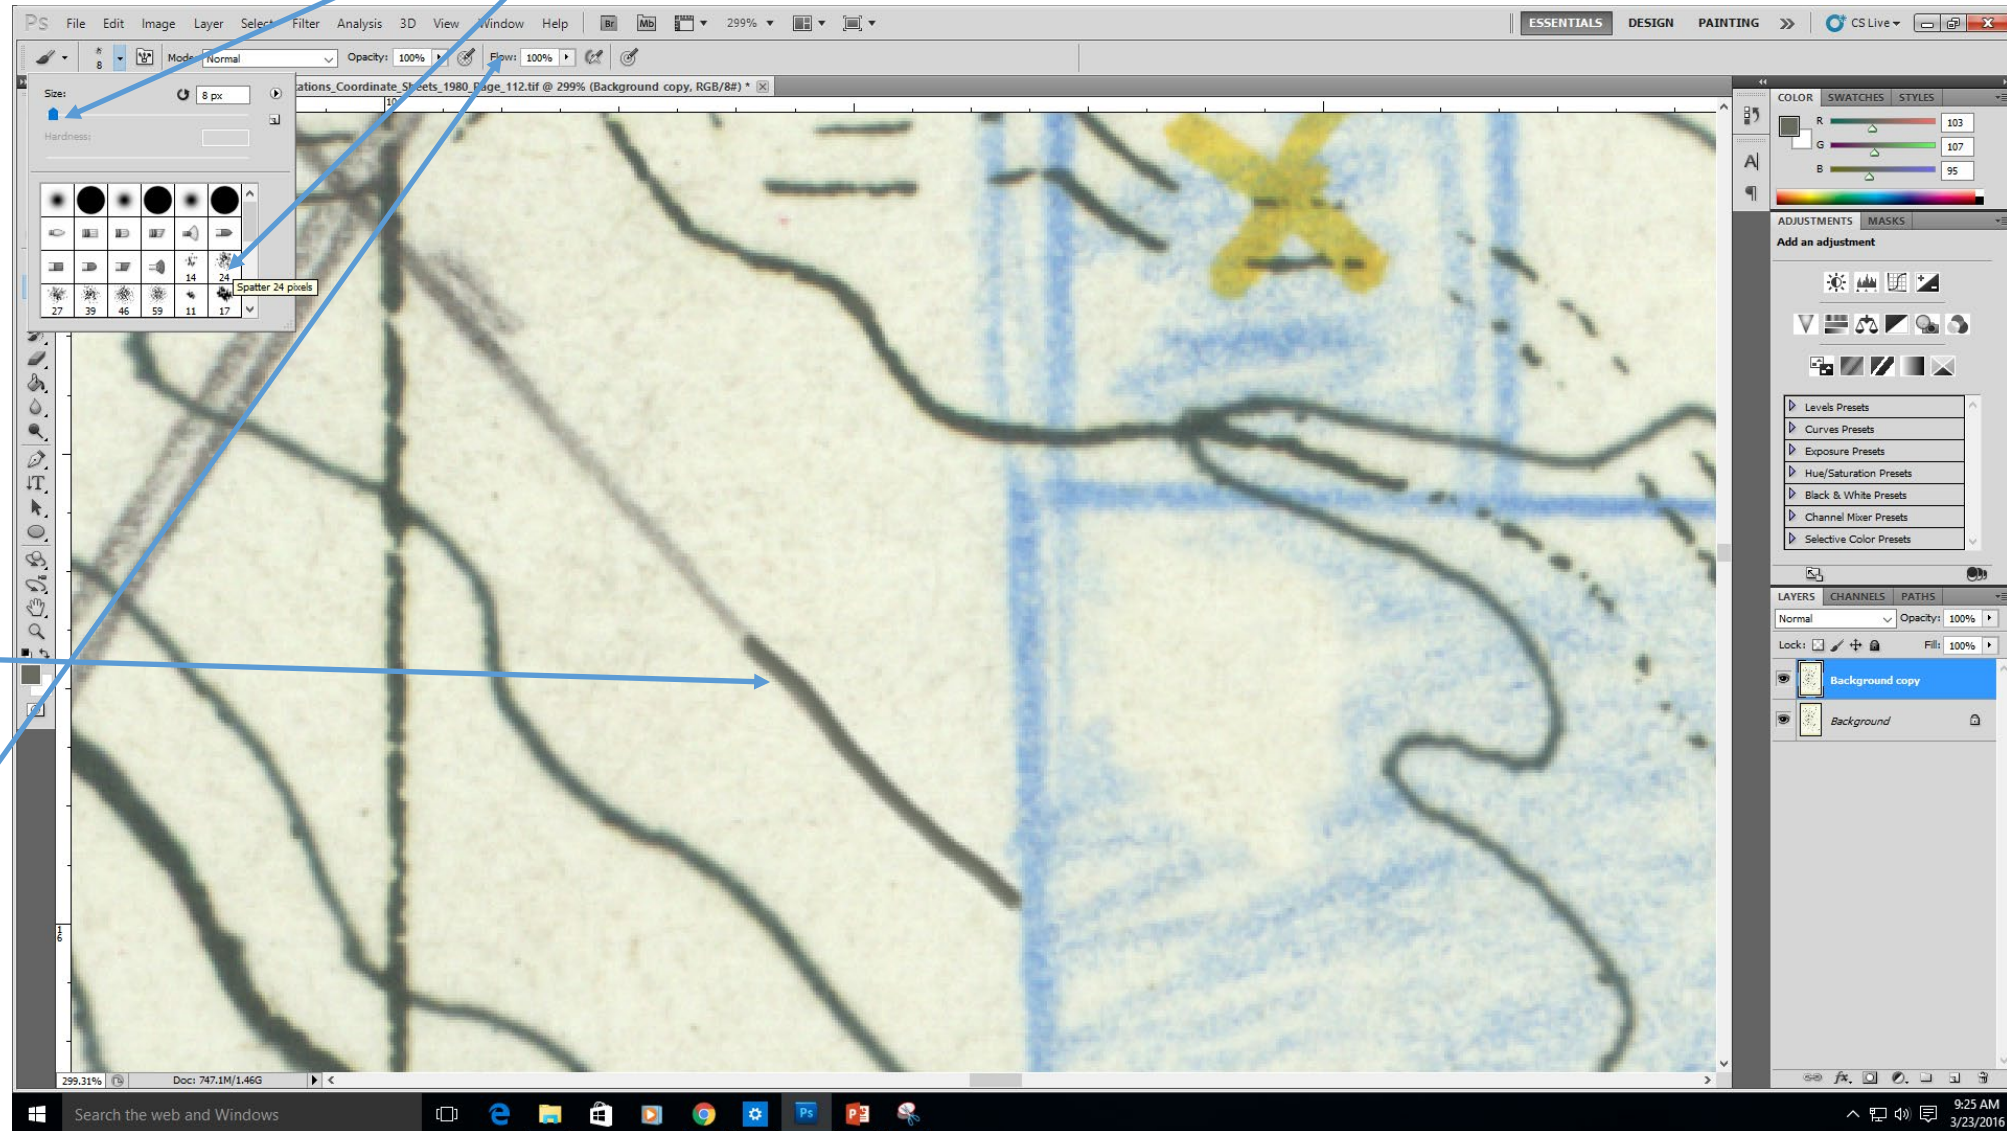 Ps File Edit Image Layer Select Filter Analysis 3D View Window Help Br Mb 299% ESSENTIALS DESIGN PAINTING CS Live
8 Mode: Normal Opacity: 100% Flow: 100%
ations_Coordinate_Sheets_1980_Page_112.tif @ 299% (Background copy, RGB/8#) *
Size: 8 px
Hardness:
14 24
27 39 46 59 11 17
Spatter 24 pixels
COLOR SWATCHES STYLES
R 103
G 107
B 95
ADJUSTMENTS MASKS
Add an adjustment
Levels Presets
Curves Presets
Exposure Presets
Hue/Saturation Presets
Black & White Presets
Channel Mixer Presets
Selective Color Presets
LAYERS CHANNELS PATHS
Normal Opacity: 100%
Lock: Fill: 100%
Background copy
Background
16
299.31% Doc: 747.1M/1.46G
Search the web and Windows
9:25 AM
3/23/2016